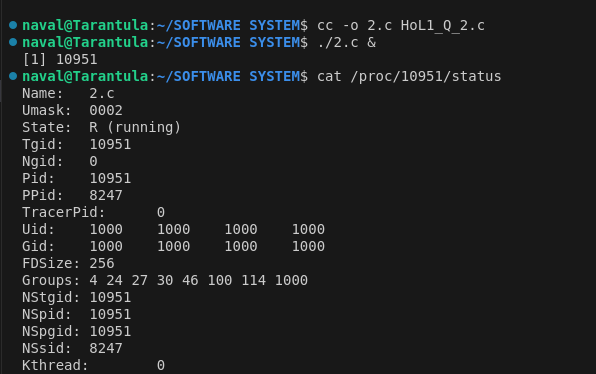 naval@Tarantula:~/SOFTWARE SYSTEM$ cc -o 2.c HoL1_Q_2.c
naval@Tarantula:~/SOFTWARE SYSTEM$ ./2.c &
[1] 10951
naval@Tarantula:~/SOFTWARE SYSTEM$ cat /proc/10951/status
Name:   2.c
Umask:  0002
State:  R (running)
Tgid:   10951
Ngid:   0
Pid:    10951
PPid:   8247
TracerPid:      0
Uid:    1000    1000    1000    1000
Gid:    1000    1000    1000    1000
FDSize: 256
Groups: 4 24 27 30 46 100 114 1000
NStgid: 10951
NSpid:  10951
NSpgid: 10951
NSsid:  8247
Kthread:        0